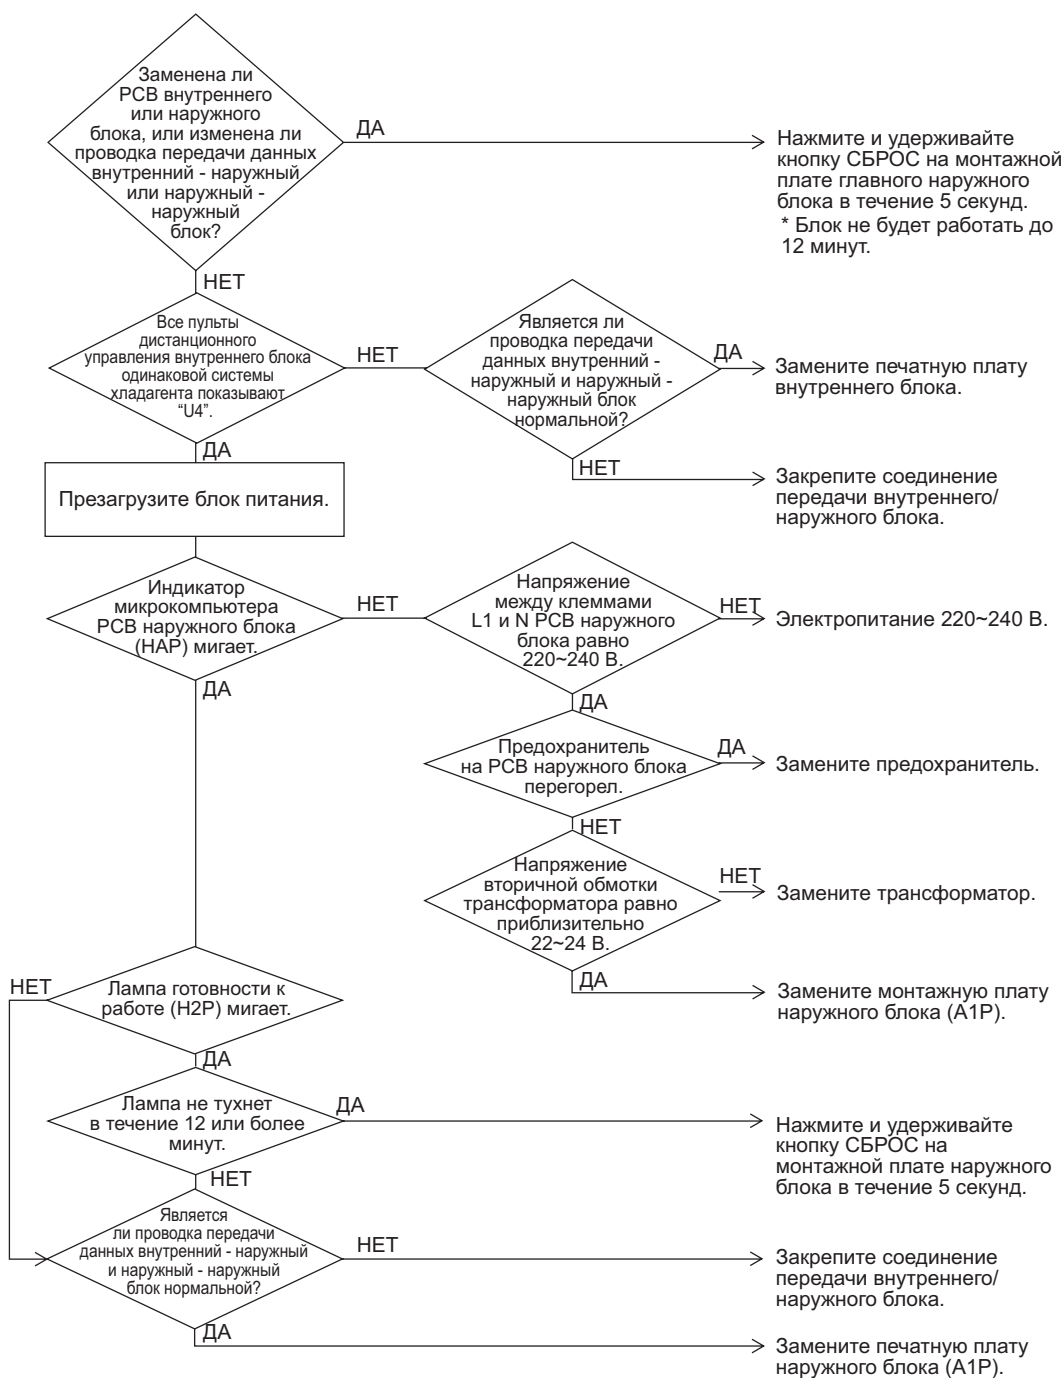 Заменена ли
PCB внутреннего
или наружного
блока, или изменена ли
проводка передачи данных
внутренний - наружный
или наружный -
наружный
блок?
ДА
Нажмите и удерживайте
кнопку СБРОС на монтажной
плате главного наружного
блока в течение 5 секунд.
* Блок не будет работать до
12 минут.
НЕТ
Все пульты
дистанционного
управления внутреннего блока
одинаковой системы
хладагента показывают
“U4”.
НЕТ
Является ли
проводка передачи
данных внутренний -
наружный и наружный -
наружный блок
нормальной?
ДА
Замените печатную плату
внутреннего блока.
НЕТ
Закрепите соединение
передачи внутреннего/
наружного блока.
ДА
Презагрузите блок питания.
Индикатор
микрокомпьютера
PCB наружного блока
(HAP) мигает.
НЕТ
Напряжение
между клеммами
L1 и N PCB наружного
блока равно
220~240 В.
НЕТ
Электропитание 220~240 В.
ДА
ДА
Предохранитель
на PCB наружного блока
перегорел.
ДА
Замените предохранитель.
НЕТ
Напряжение
вторичной обмотки
трансформатора равно
приблизительно
22~24 В.
НЕТ
Замените трансформатор.
ДА
Замените монтажную плату
наружного блока (A1P).
НЕТ
Лампа готовности к
работе (H2P) мигает.
ДА
Лампа не тухнет
в течение 12 или более
минут.
ДА
Нажмите и удерживайте
кнопку СБРОС на
монтажной плате наружного
блока в течение 5 секунд.
НЕТ
Является
ли проводка передачи
данных внутренний - наружный
и наружный - наружный
блок нормальной?
НЕТ
Закрепите соединение
передачи внутреннего/
наружного блока.
ДА
Замените печатную плату
наружного блока (A1P).